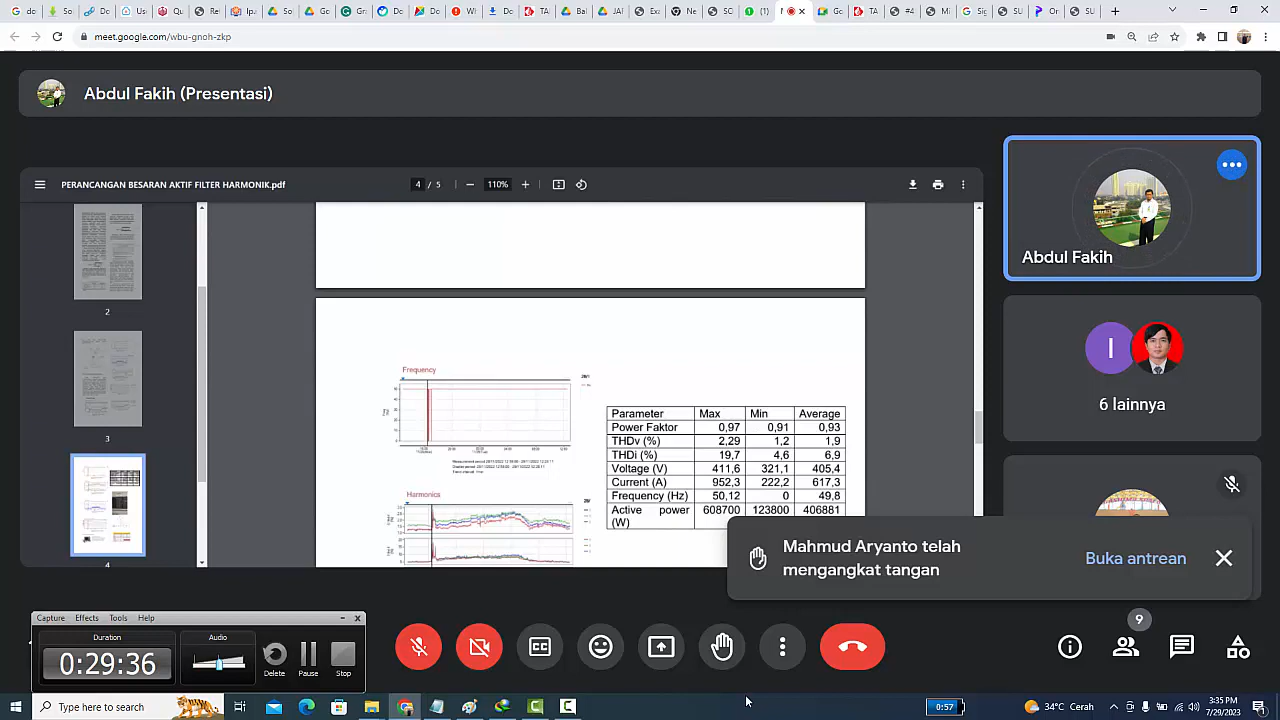 meet.google.com/wbu-gnoh-zkp
Abdul Fakih (Presentasi)
PERANCANGAN BESARAN AKTIF FILTER HARMONIK.pdf
4 / 5
110%
2
3
4
Frequency
Harmonics
Parameter Max Min Average
Power Faktor 0,97 0,91 0,93
THDv (%) 2,29 1,2 1,9
THDi (%) 19,7 4,6 6,9
Voltage (V) 411,6 321,1 405,4
Current (A) 952,3 222,2 617,3
Frequency (Hz) 50,12 0 49,8
Active power (W) 608700 123800 406881
Abdul Fakih
I
6 lainnya
Mahmud Aryanto telah
mengangkat tangan
Buka antrean
9
Capture Effects Tools Help
Duration
0:29:36
Audio
Delete
Pause
Stop
Type here to search
0:57
34°C Cerah
3:35 PM
7/29/2023